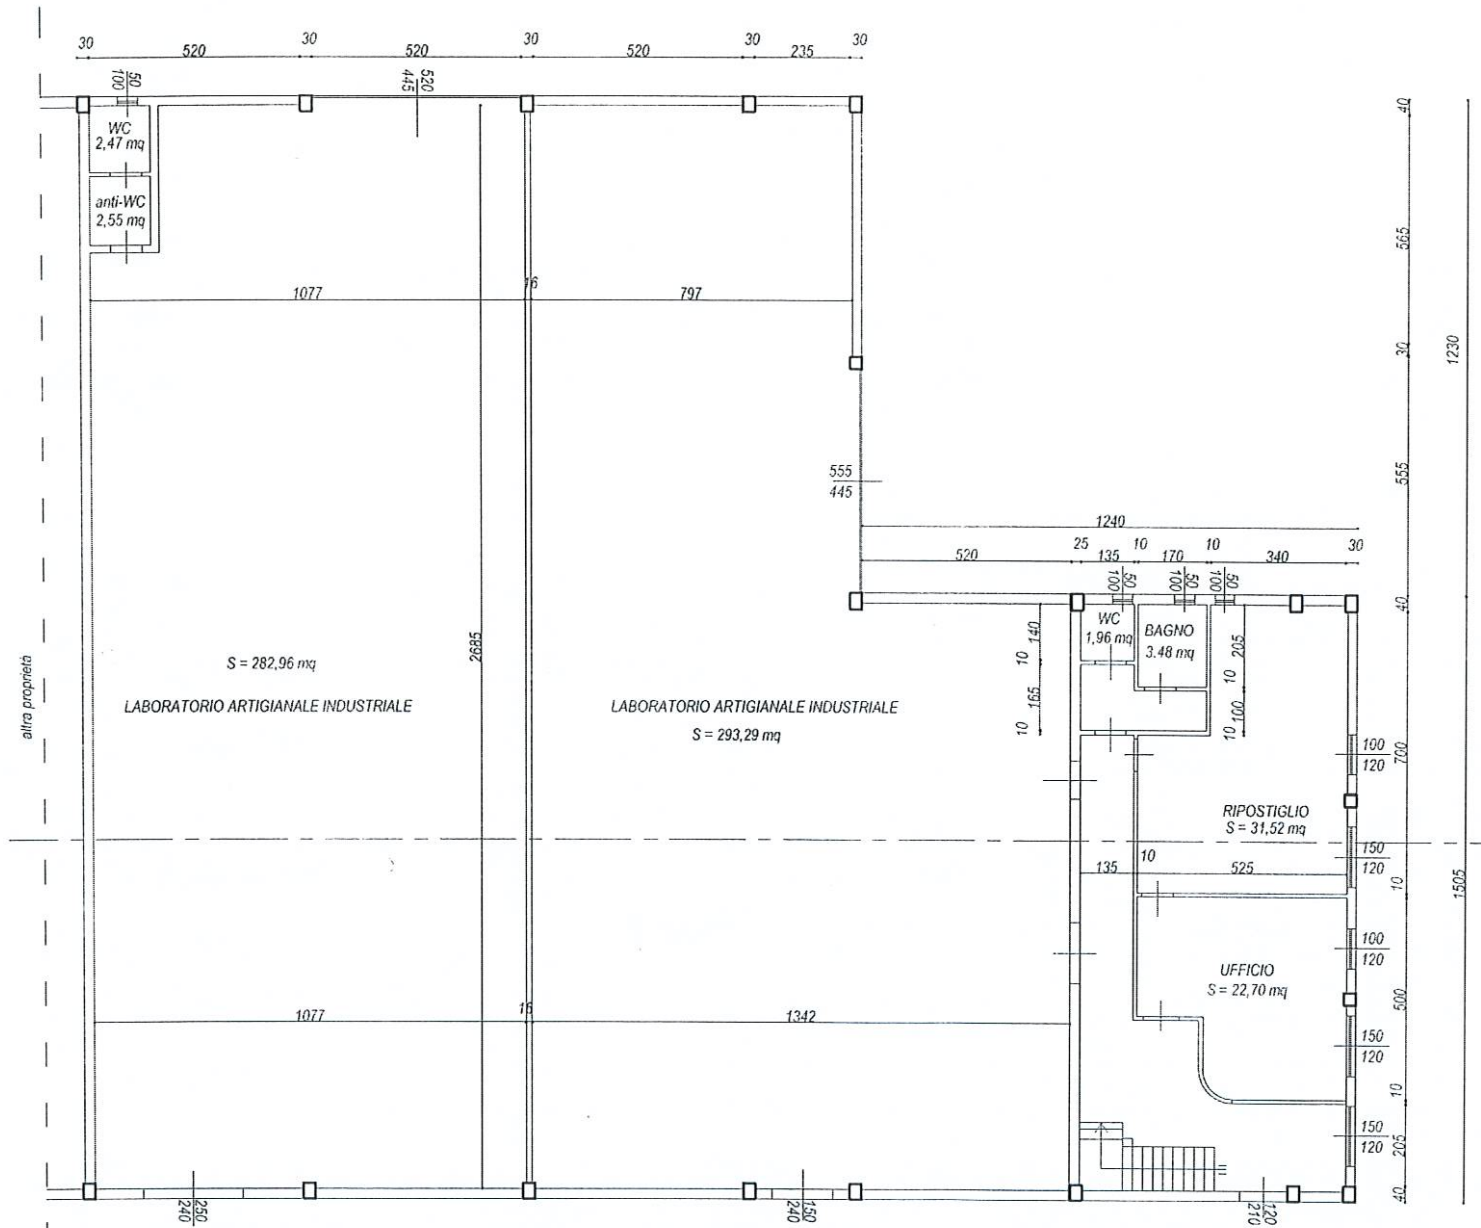 30 520 30 520 30 520 30 235 30
50
100
520
445
40
WC
2,47 mq
anti-WC
2,55 mq
565
1077 16 797
30
1230
555
445
555
1240
520 25 135 10 170 10 340 30
50
100
50
100
50
100
40
WC
1,96 mq
BAGNO
3.48 mq
140
10
165
10
205
10
100
10
2685
altra proprietà
S = 282,96 mq
LABORATORIO ARTIGIANALE INDUSTRIALE
LABORATORIO ARTIGIANALE INDUSTRIALE
S = 293,29 mq
100
120
700
RIPOSTIGLIO
S = 31,52 mq
150
120
135 10 525
10
1505
100
120
UFFICIO
S = 22,70 mq
500
1077 16 1342
150
120
10
150
120
205
40
250
240
150
240
120
210